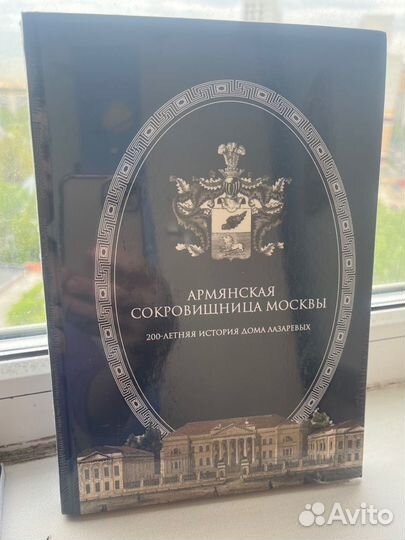 АРМЯНСКАЯ
СОКРОВИЩНИЦА МОСКВЫ
200-ЛЕТНЯЯ ИСТОРИЯ ДОМА ЛАЗАРЕВЫХ
Avito